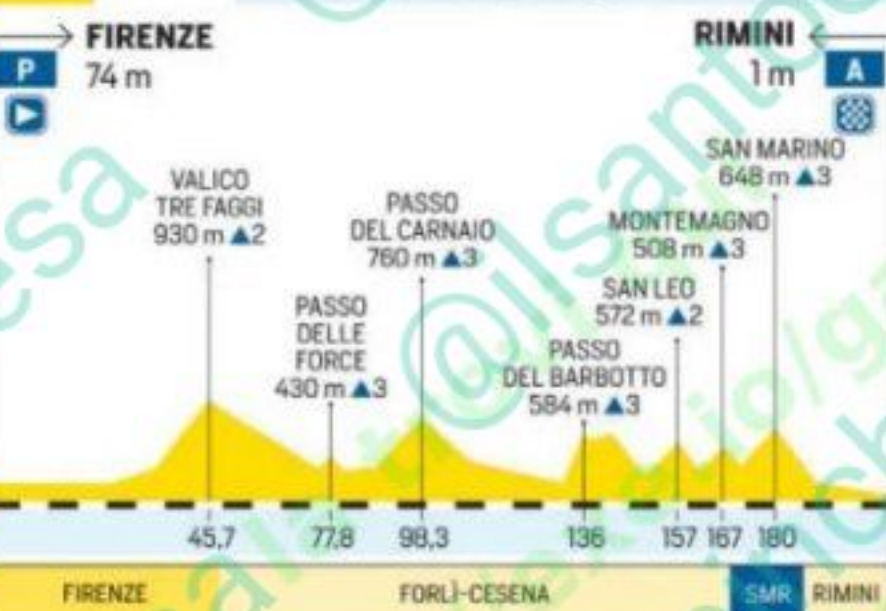 FIRENZE
74 m
P
RIMINI
1 m
A
VALICO
TRE FAGGI
930 m ▲2
PASSO
DELLE
FORCE
430 m ▲3
PASSO
DEL CARNAIO
760 m ▲3
PASSO
DEL BARBOTTO
584 m ▲3
SAN LEO
572 m ▲2
MONTEMAGNO
508 m ▲3
SAN MARINO
648 m ▲3
45,7 77,8 98,3 136 157 167 180
FIRENZE FORLÌ-CESENA SMR RIMINI
esa
@ilsanto